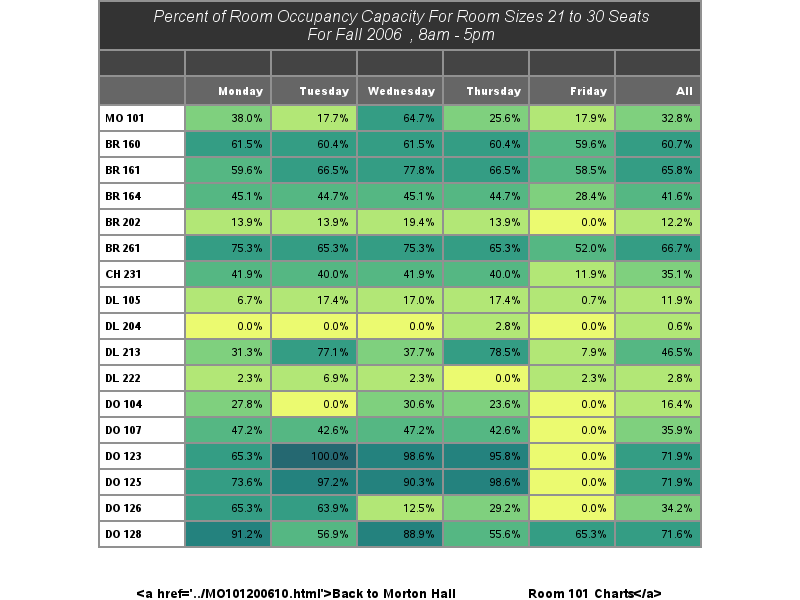 Percent of Room Occupancy Capacity For Room Sizes 21 to 30 Seats
For Fall 2006 , 8am - 5pm
Monday Tuesday Wednesday Thursday Friday All
MO 101 38.0% 17.7% 64.7% 25.6% 17.9% 32.8%
BR 160 61.5% 60.4% 61.5% 60.4% 59.6% 60.7%
BR 161 59.6% 66.5% 77.8% 66.5% 58.5% 65.8%
BR 164 45.1% 44.7% 45.1% 44.7% 28.4% 41.6%
BR 202 13.9% 13.9% 19.4% 13.9% 0.0% 12.2%
BR 261 75.3% 65.3% 75.3% 65.3% 52.0% 66.7%
CH 231 41.9% 40.0% 41.9% 40.0% 11.9% 35.1%
DL 105 6.7% 17.4% 17.0% 17.4% 0.7% 11.9%
DL 204 0.0% 0.0% 0.0% 2.8% 0.0% 0.6%
DL 213 31.3% 77.1% 37.7% 78.5% 7.9% 46.5%
DL 222 2.3% 6.9% 2.3% 0.0% 2.3% 2.8%
DO 104 27.8% 0.0% 30.6% 23.6% 0.0% 16.4%
DO 107 47.2% 42.6% 47.2% 42.6% 0.0% 35.9%
DO 123 65.3% 100.0% 98.6% 95.8% 0.0% 71.9%
DO 125 73.6% 97.2% 90.3% 98.6% 0.0% 71.9%
DO 126 65.3% 63.9% 12.5% 29.2% 0.0% 34.2%
DO 128 91.2% 56.9% 88.9% 55.6% 65.3% 71.6%
<a href='../MO101200610.html'>Back to Morton Hall Room 101 Charts</a>